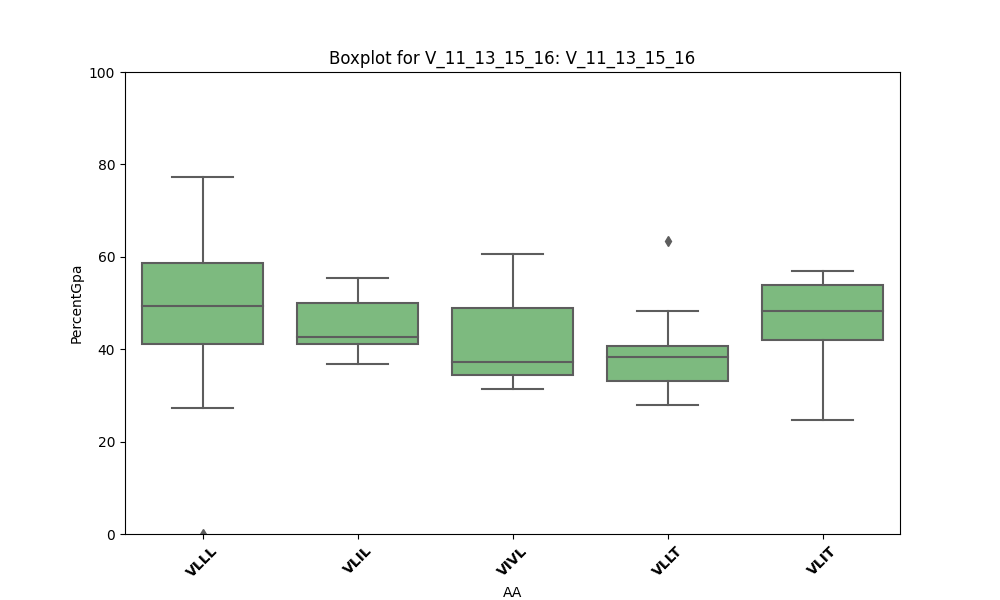 Boxplot for V_11_13_15_16: V_11_13_15_16
100
80
60
40
20
0
PercentGpa
VLLL
VLIL
VIVL
VLLT
VLIT
AA